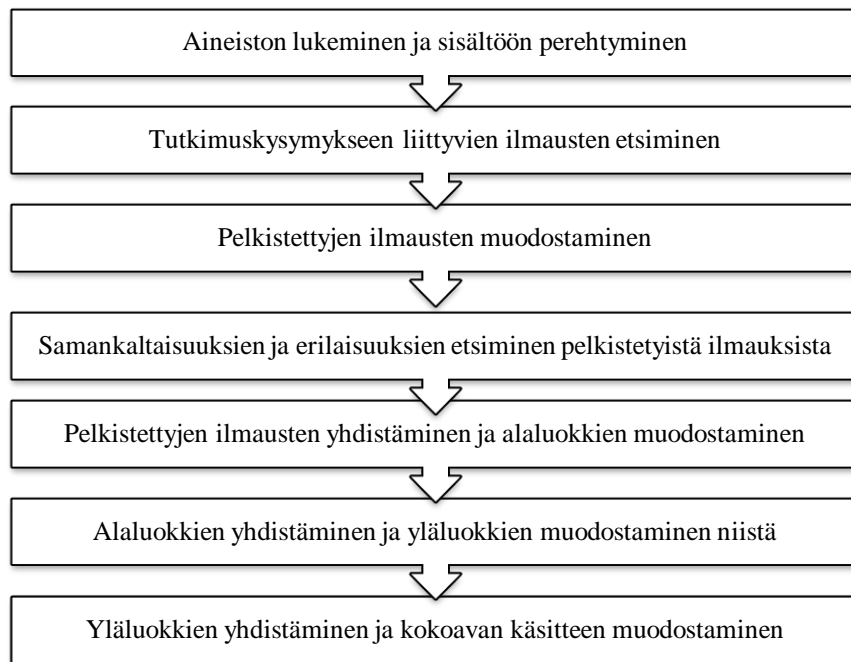 Aineiston lukeminen ja sisältöön perehtyminen
Tutkimuskysymykseen liittyvien ilmausten etsiminen
Pelkistettyjen ilmausten muodostaminen
Samankaltaisuuksien ja erilaisuuksien etsiminen pelkistetyistä ilmauksista
Pelkistettyjen ilmausten yhdistäminen ja alaluokkien muodostaminen
Alaluokkien yhdistäminen ja yläluokkien muodostaminen niistä
Yläluokkien yhdistäminen ja kokoavan käsitteen muodostaminen